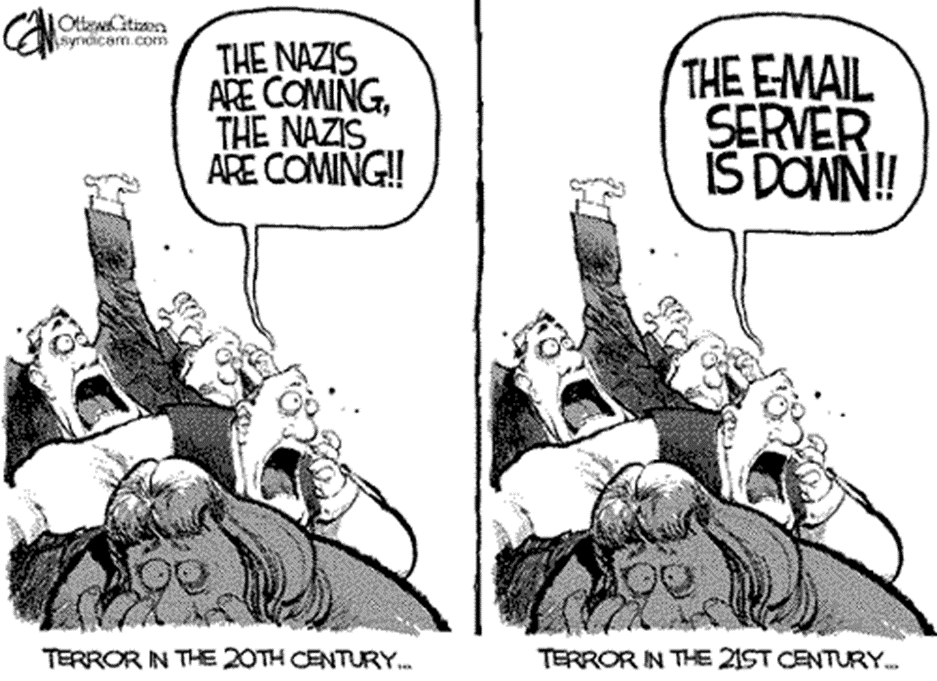 CAM
OttawaCitizen
syndicam.com
THE NAZIS
ARE COMING,
THE NAZIS
ARE COMING!!
TERROR IN THE 20TH CENTURY...
THE E-MAIL
SERVER
IS DOWN!!
TERROR IN THE 21ST CENTURY...